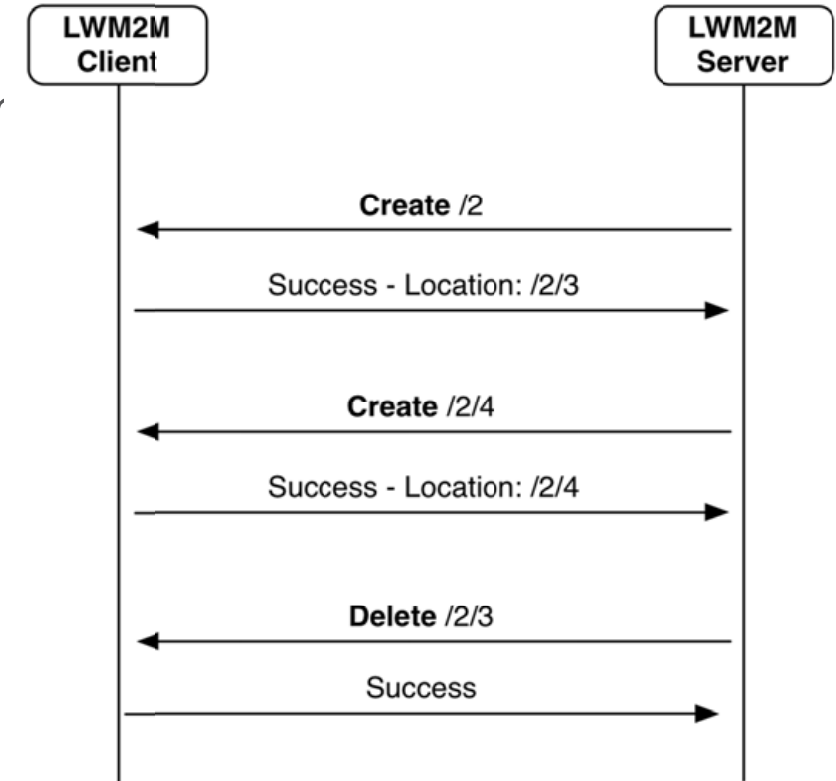 LWM2M
Client
LWM2M
Server
Create /2
Success - Location: /2/3
Create /2/4
Success - Location: /2/4
Delete /2/3
Success